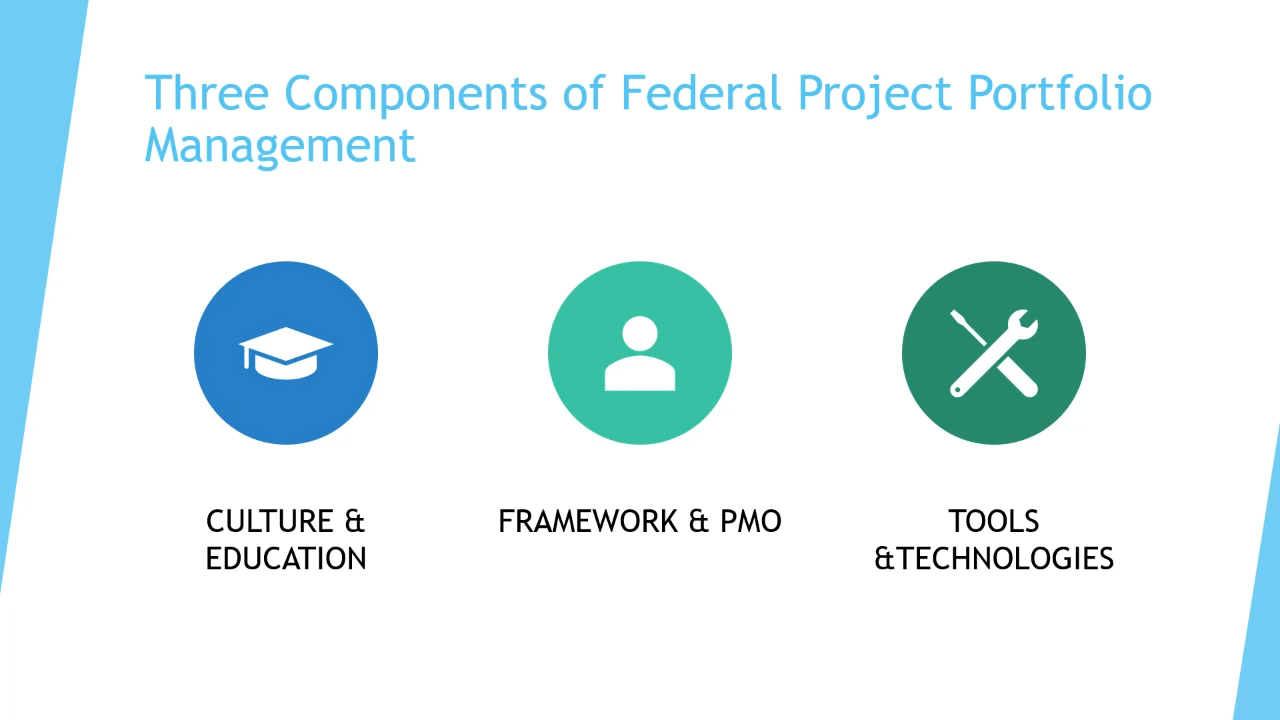 Three Components of Federal Project Portfolio
Management
CULTURE &
EDUCATION
FRAMEWORK & PMO
TOOLS
&TECHNOLOGIES